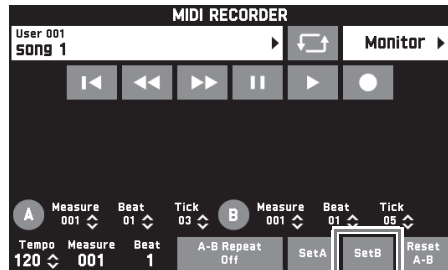 MIDI RECORDER
User 001
song 1
Monitor
A
Measure Beat Tick
001 01 03
B
Measure Beat Tick
001 01 05
Tempo Measure Beat
120 001 1
A-B Repeat
Off
SetA
SetB
Reset
A-B